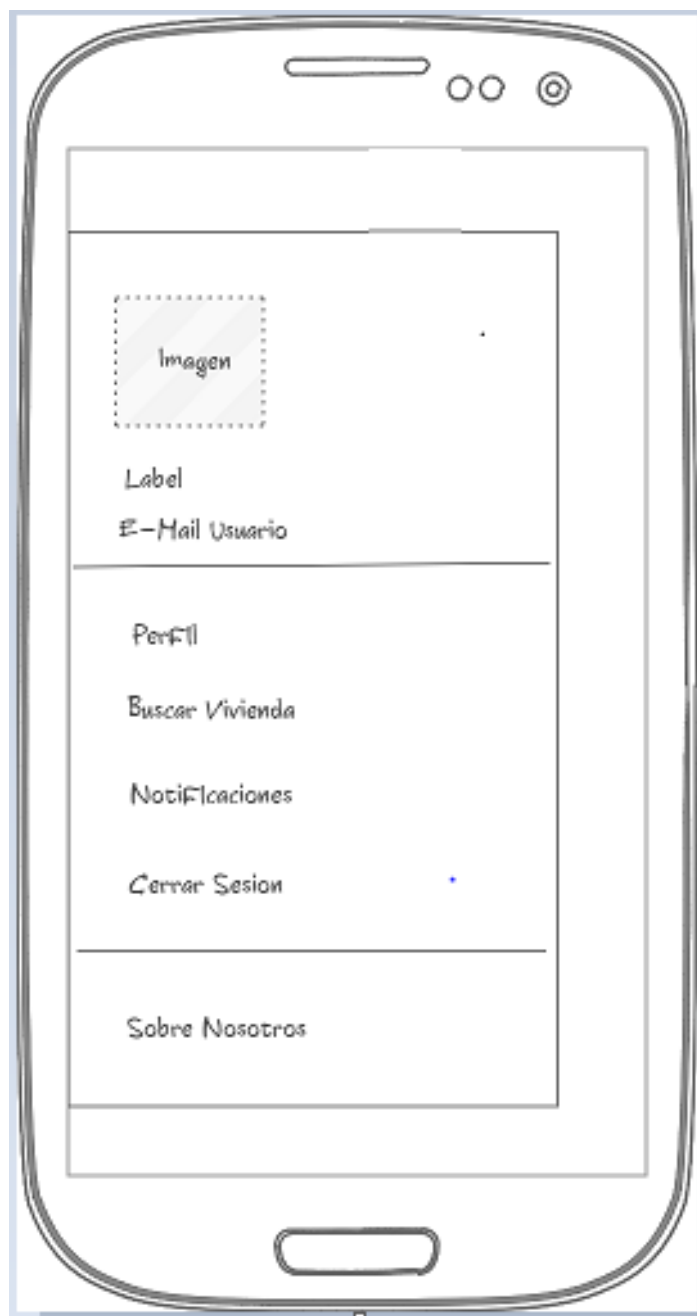 Imagen
Label
E-Mail Usuario
Perfil
Buscar Vivienda
Notificaciones
Cerrar Sesion
Sobre Nosotros